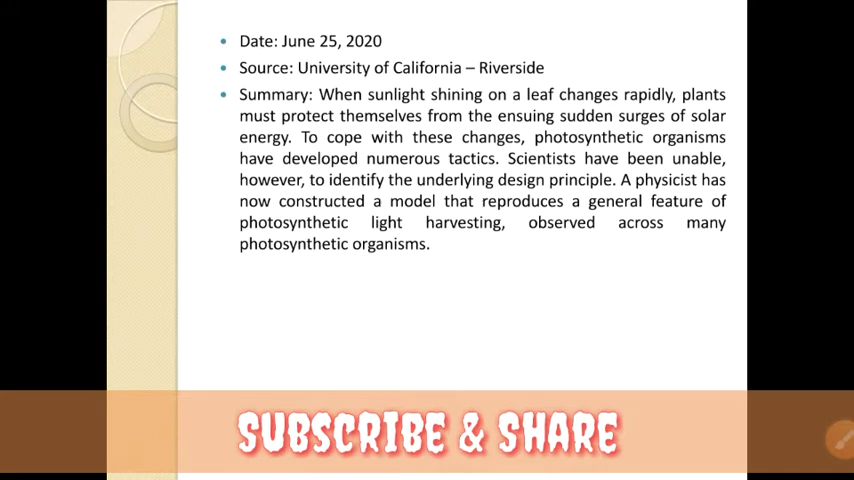 Date: June 25, 2020
Source: University of California – Riverside
Summary: When sunlight shining on a leaf changes rapidly, plants
must protect themselves from the ensuing sudden surges of solar
energy. To cope with these changes, photosynthetic organisms
have developed numerous tactics. Scientists have been unable,
however, to identify the underlying design principle. A physicist has
now constructed a model that reproduces a general feature of
photosynthetic light harvesting, observed across many
photosynthetic organisms.
SUBSCRIBE & SHARE